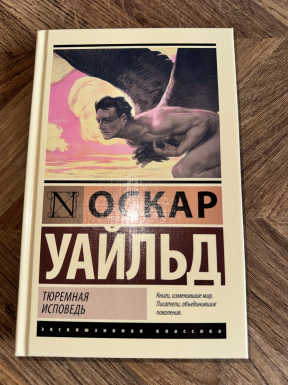 N ОСКАР
УАЙЛЬД
ТЮРЕМНАЯ
ИСПОВЕДЬ
Книги, изменившие мир.
Писатели, объединившие
поколения.
ЭКСКЛЮЗИВНАЯ КЛАССИКА